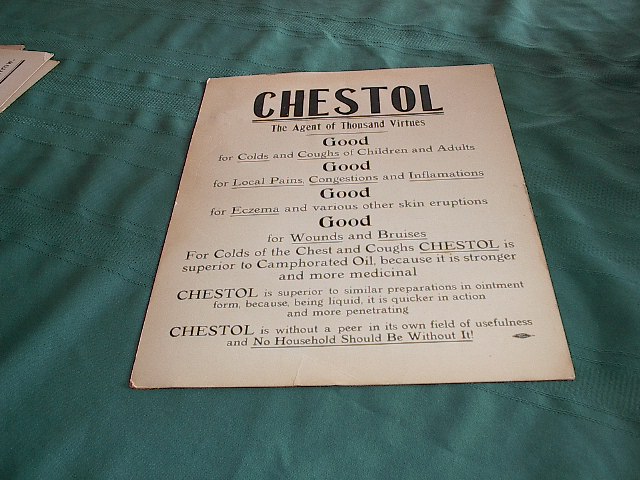 CHESTOL
The Agent of Thousand Virtues
Good
for Colds and Coughs of Children and Adults
Good
for Local Pains, Congestions and Inflamations
Good
for Eczema and various other skin eruptions
Good
for Wounds and Bruises
For Colds of the Chest and Coughs CHESTOL is
superior to Camphorated Oil, because it is stronger
and more medicinal
CHESTOL is superior to similar preparations in ointment
form, because, being liquid, it is quicker in action
and more penetrating
CHESTOL is without a peer in its own field of usefulness
and No Household Should Be Without It!